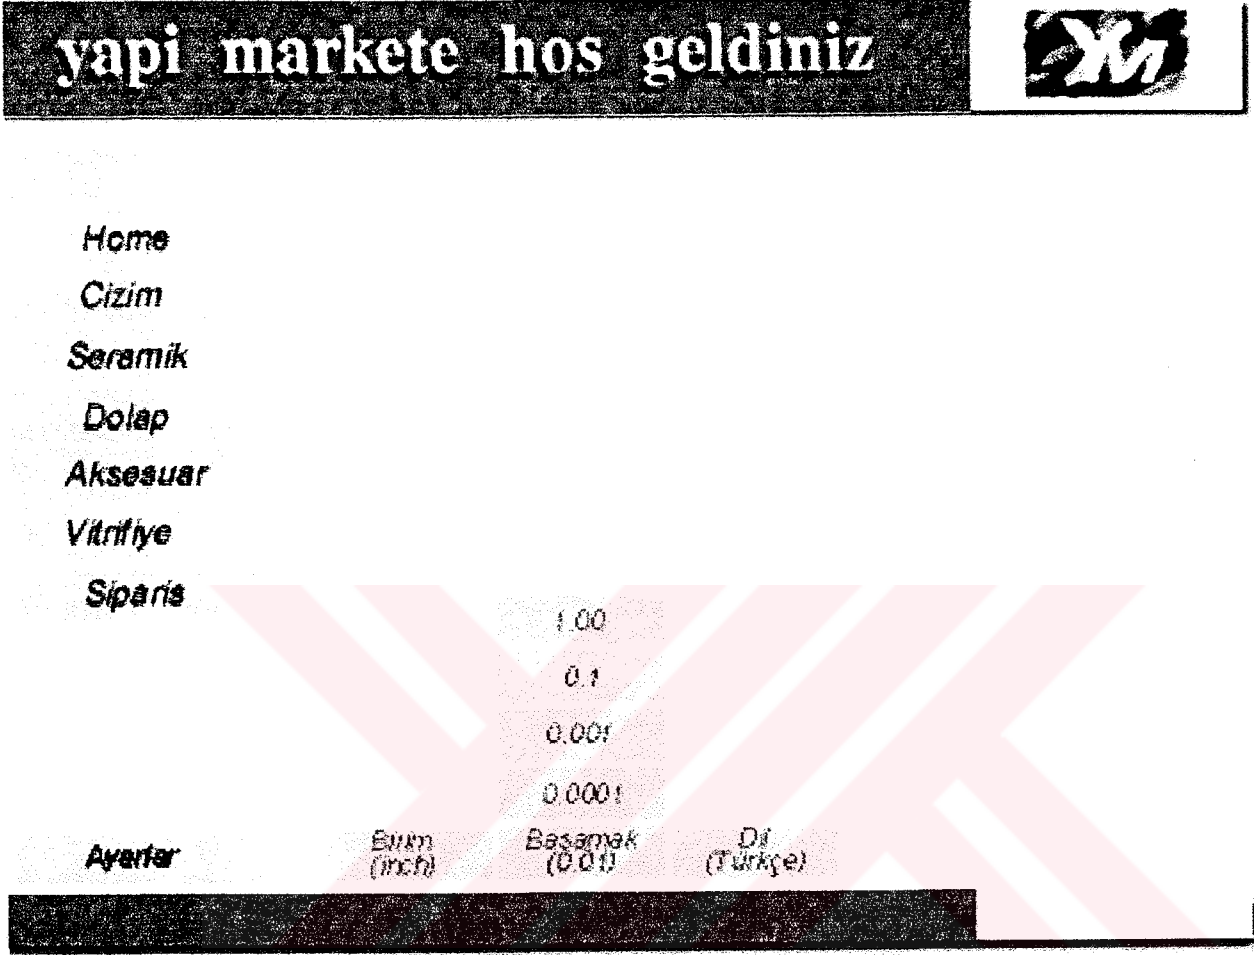 yapi markete hos geldiniz
YM
Home
Cizim
Seramik
Dolap
Aksesuar
Vitrifiye
Siparis
1.00
0.1
0.001
0.0001
Ayarlar
Birim
(inch)
Basamak
(0.01)
Dil
(Türkçe)